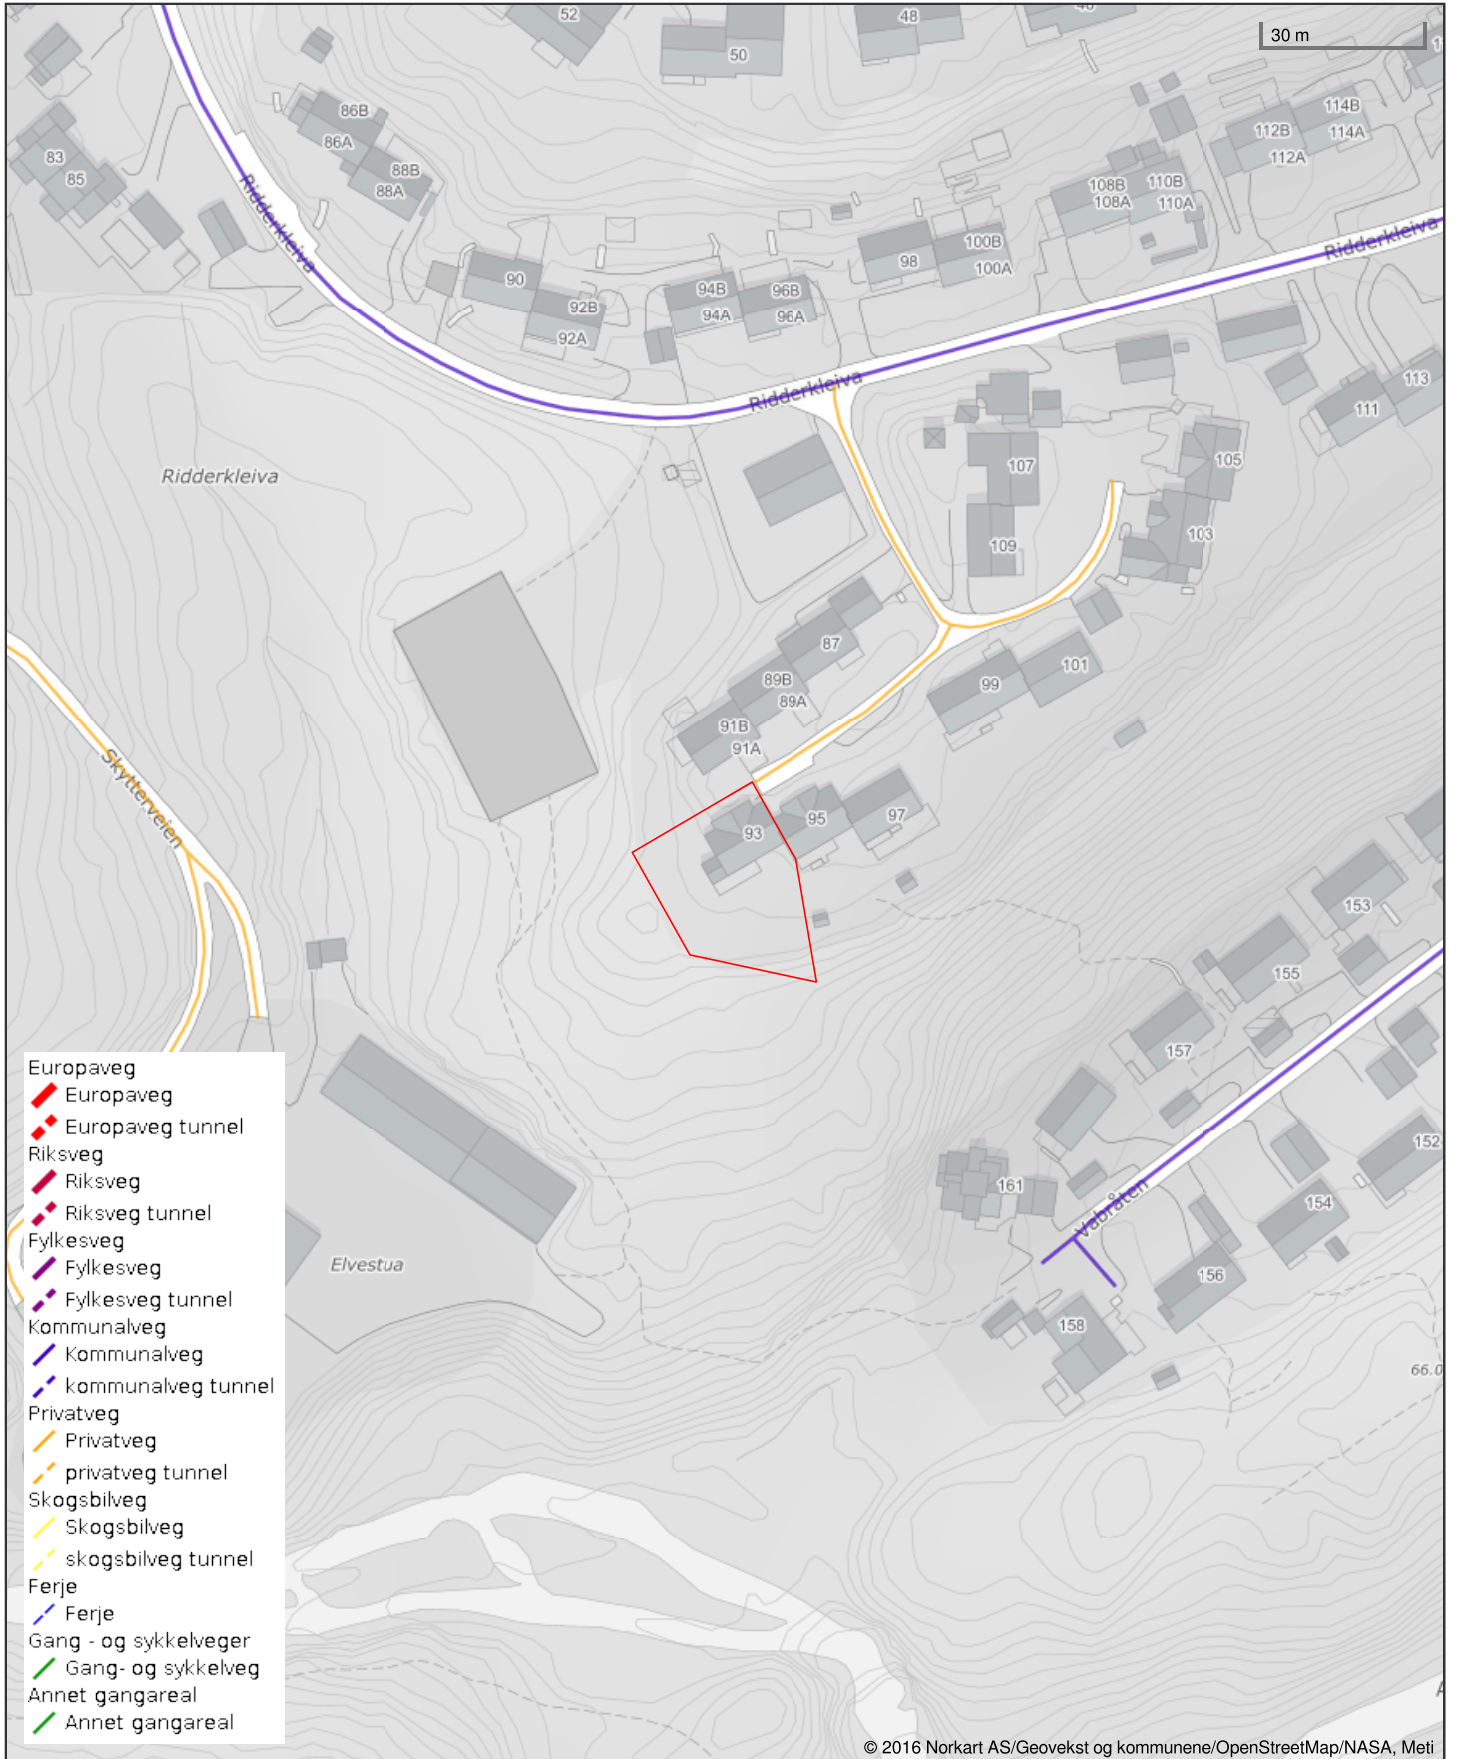 52
50
48
30 m
86B
86A
88B
88A
83
85
114B
112B
114A
112A
108B
110B
108A
110A
Ridderkleiva
Ridderkleiva
90
92B
92A
94B
94A
96B
96A
98
100B
100A
Ridderkleiva
113
111
Ridderkleiva
107
105
109
103
87
89B
89A
91B
91A
99
101
Skytterveien
93
95
97
153
155
157
152
161
154
Vabråten
156
158
Elvestua
66.0
Europaveg
Europaveg
Europaveg tunnel
Riksveg
Riksveg
Riksveg tunnel
Fylkesveg
Fylkesveg
Fylkesveg tunnel
Kommunalveg
Kommunalveg
kommunalveg tunnel
Privatveg
Privatveg
privatveg tunnel
Skogsbilveg
Skogsbilveg
skogsbilveg tunnel
Ferje
Ferje
Gang - og sykkelveger
Gang- og sykkelveg
Annet gangareal
Annet gangareal
© 2016 Norkart AS/Geovekst og kommunene/OpenStreetMap/NASA, Meti